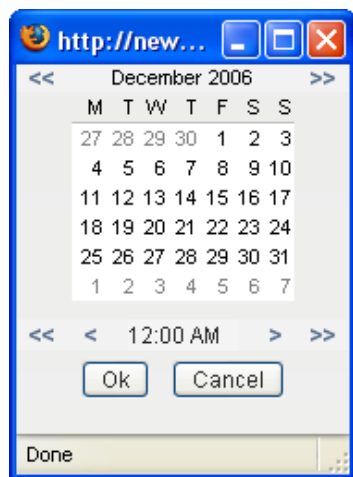 http://new...
<< December 2006 >>
M T W T F S S
27 28 29 30 1 2 3
4 5 6 7 8 9 10
11 12 13 14 15 16 17
18 19 20 21 22 23 24
25 26 27 28 29 30 31
1 2 3 4 5 6 7
<< < 12:00 AM > >>
Ok Cancel
Done